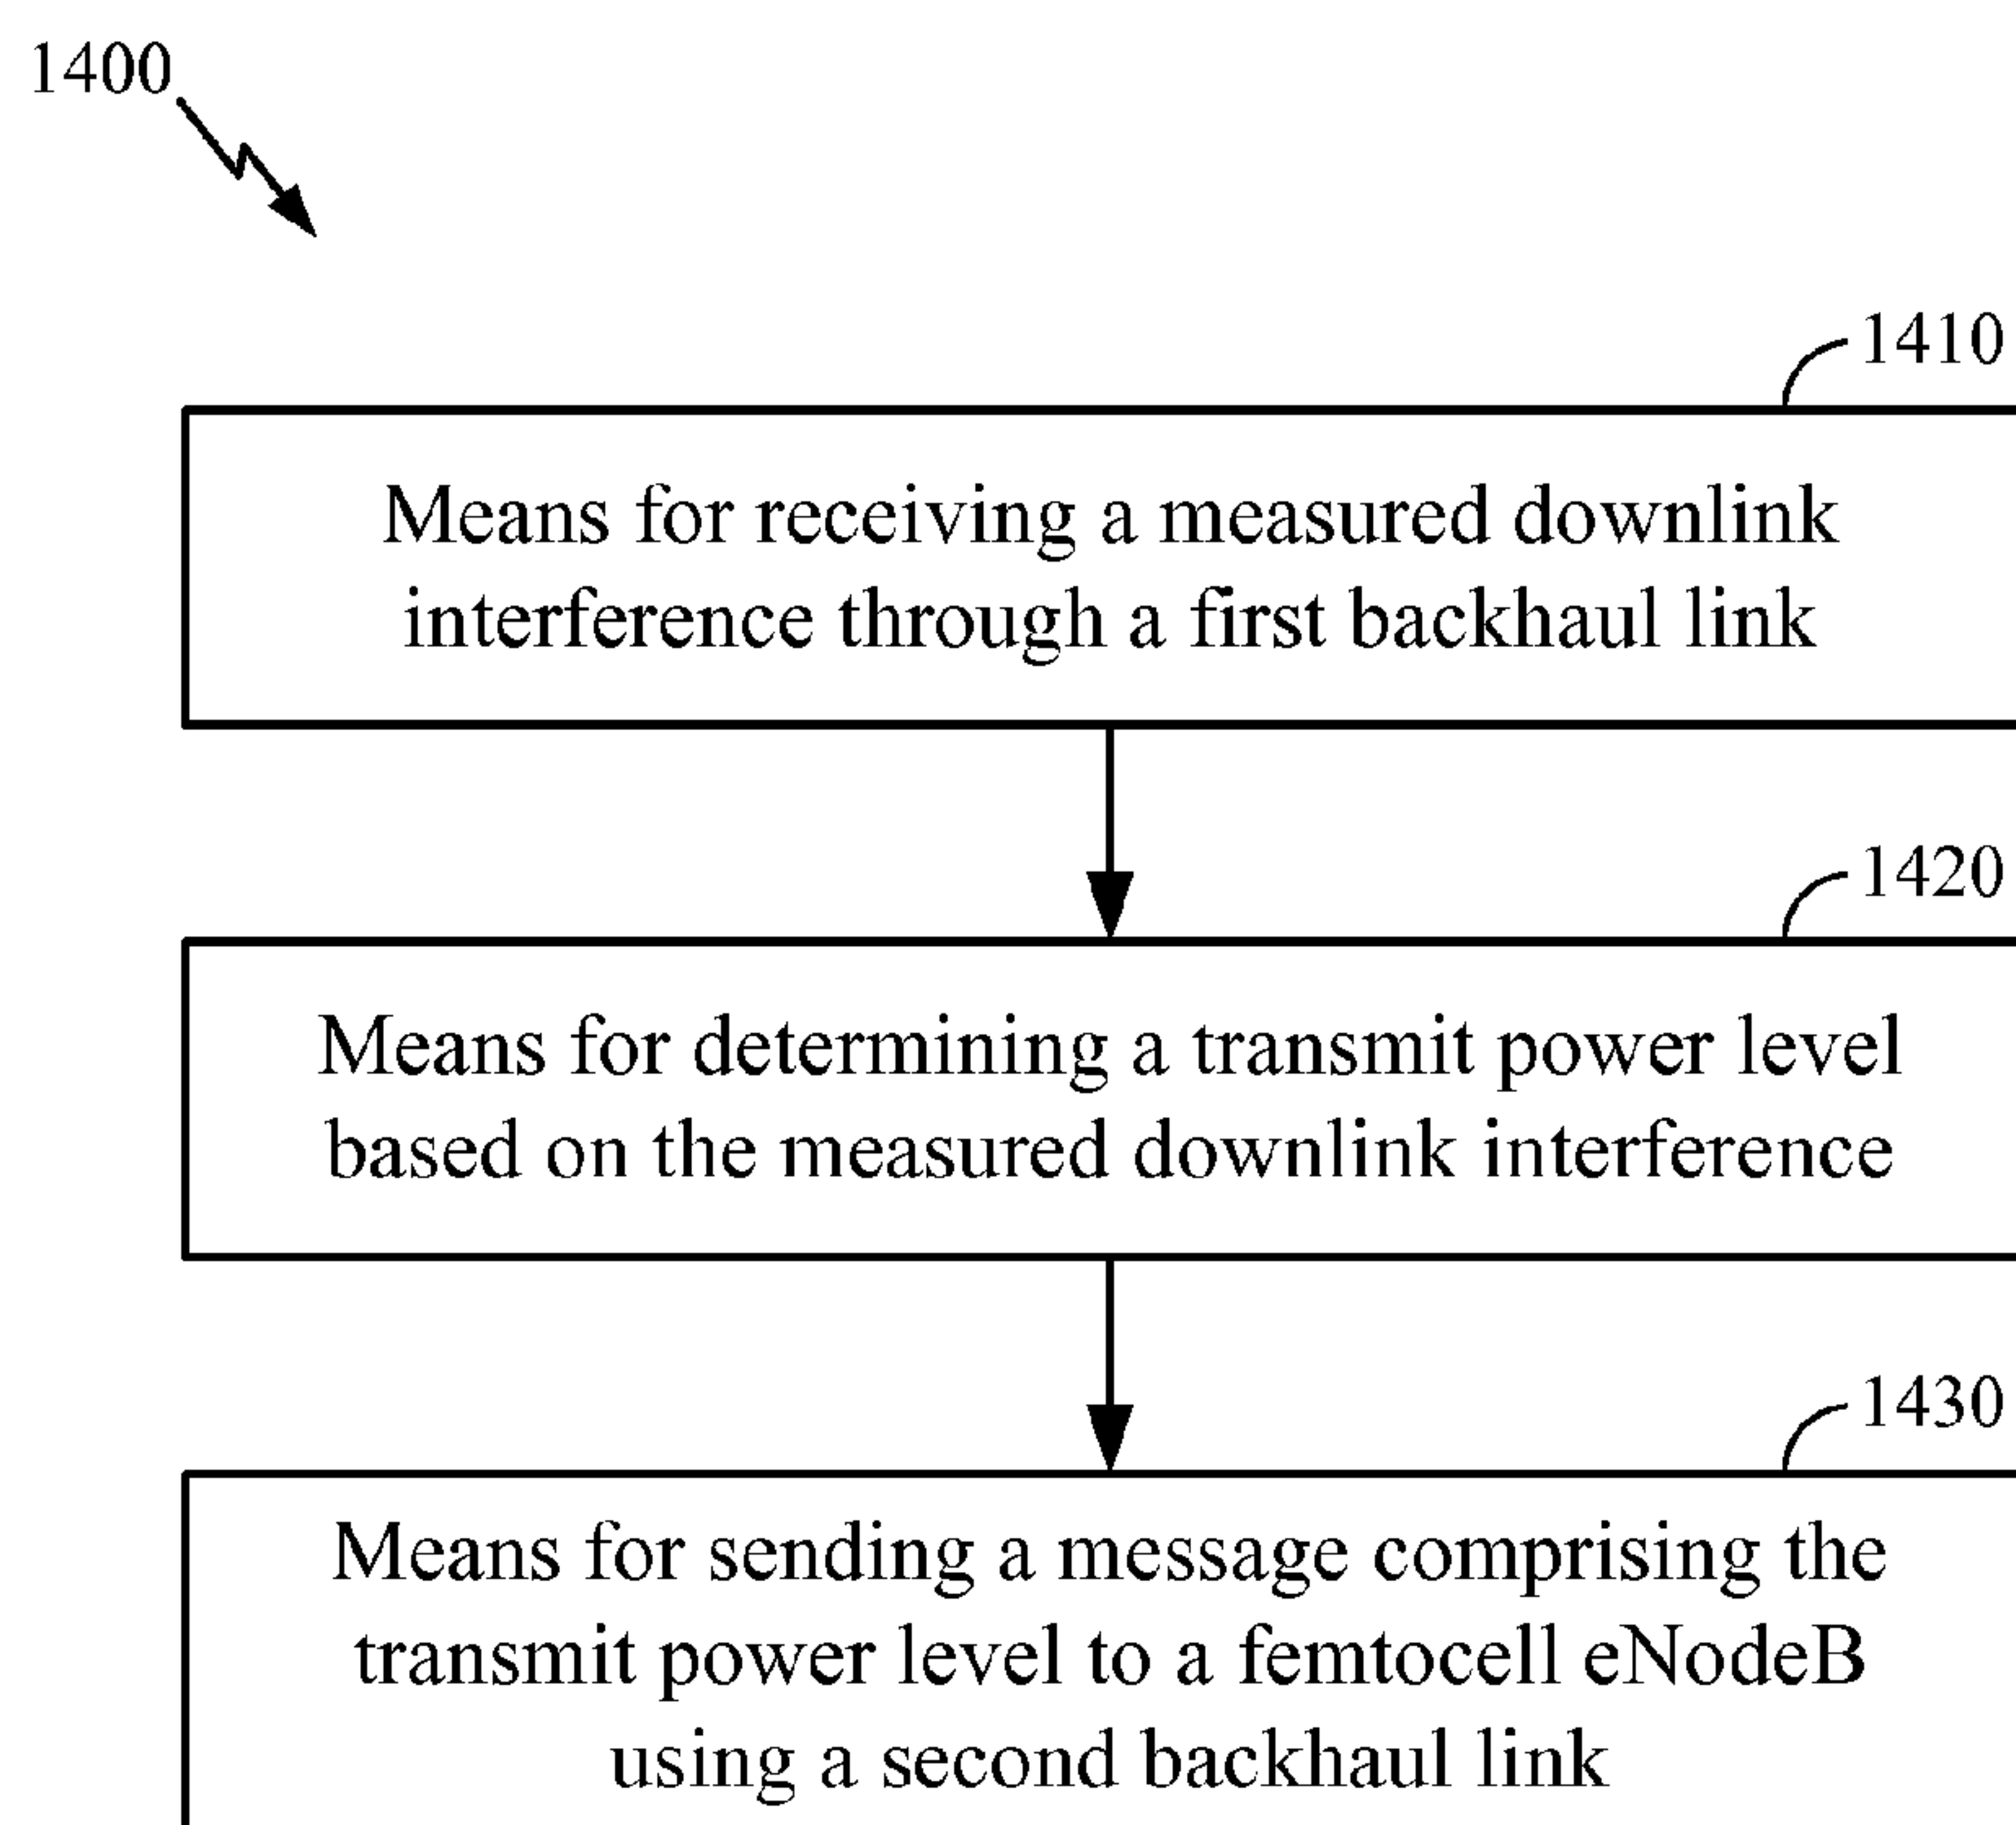 1400
1410
Means for receiving a measured downlink
interference through a first backhaul link
1420
Means for determining a transmit power level
based on the measured downlink interference
1430
Means for sending a message comprising the
transmit power level to a femtocell eNodeB
using a second backhaul link